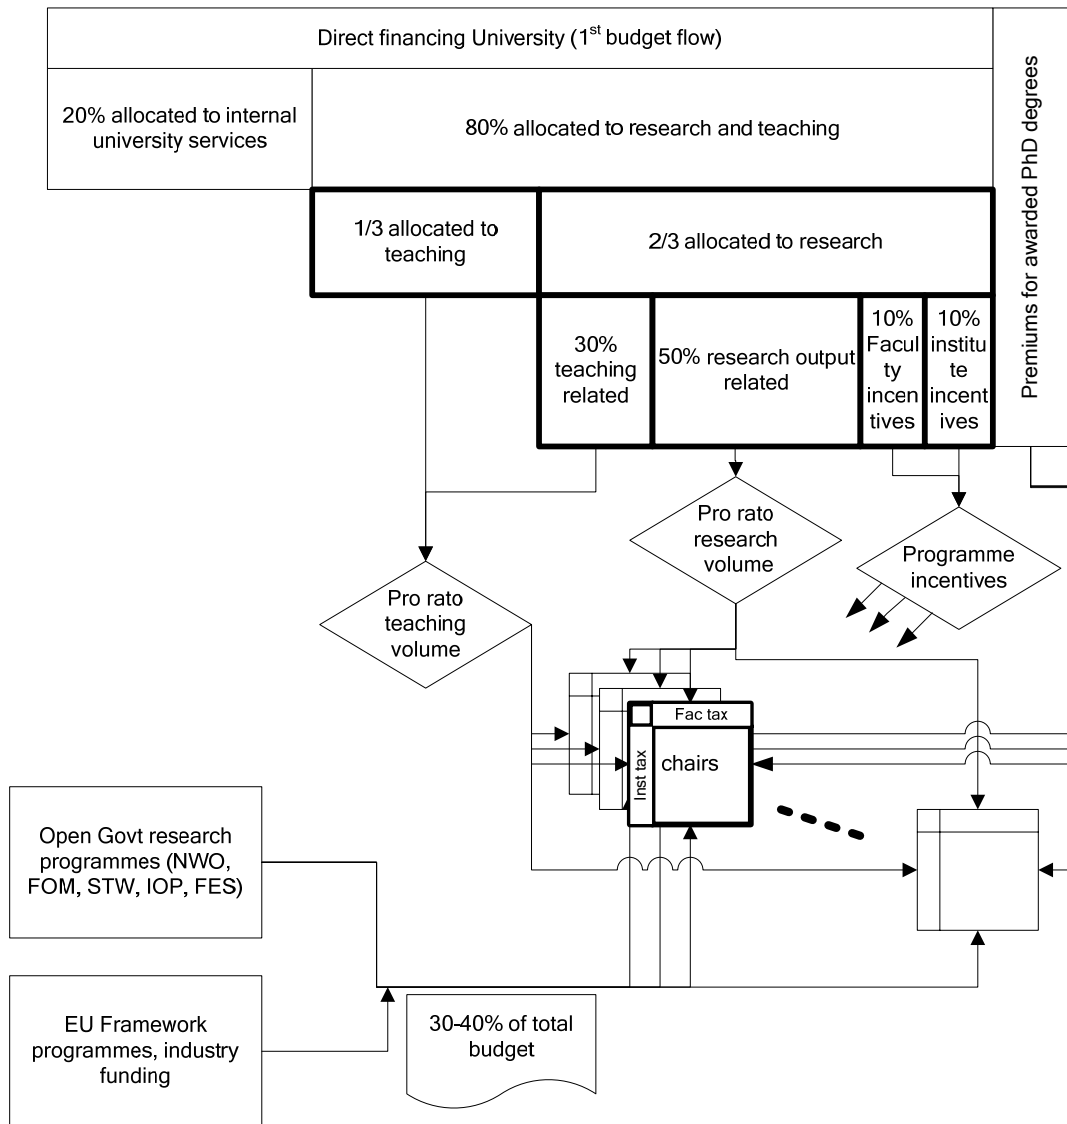 Direct financing University (1st budget flow)
Premiums for awarded PhD degrees
20% allocated to internal
university services
80% allocated to research and teaching
1/3 allocated to
teaching
2/3 allocated to research
30%
teaching
related
50% research output
related
10%
Facul
ty
incen
tives
10%
institu
te
incent
ives
Pro rato
research
volume
Programme
incentives
Pro rato
teaching
volume
Fac tax
Inst tax
chairs
Open Govt research
programmes (NWO,
FOM, STW, IOP, FES)
EU Framework
programmes, industry
funding
30-40% of total
budget